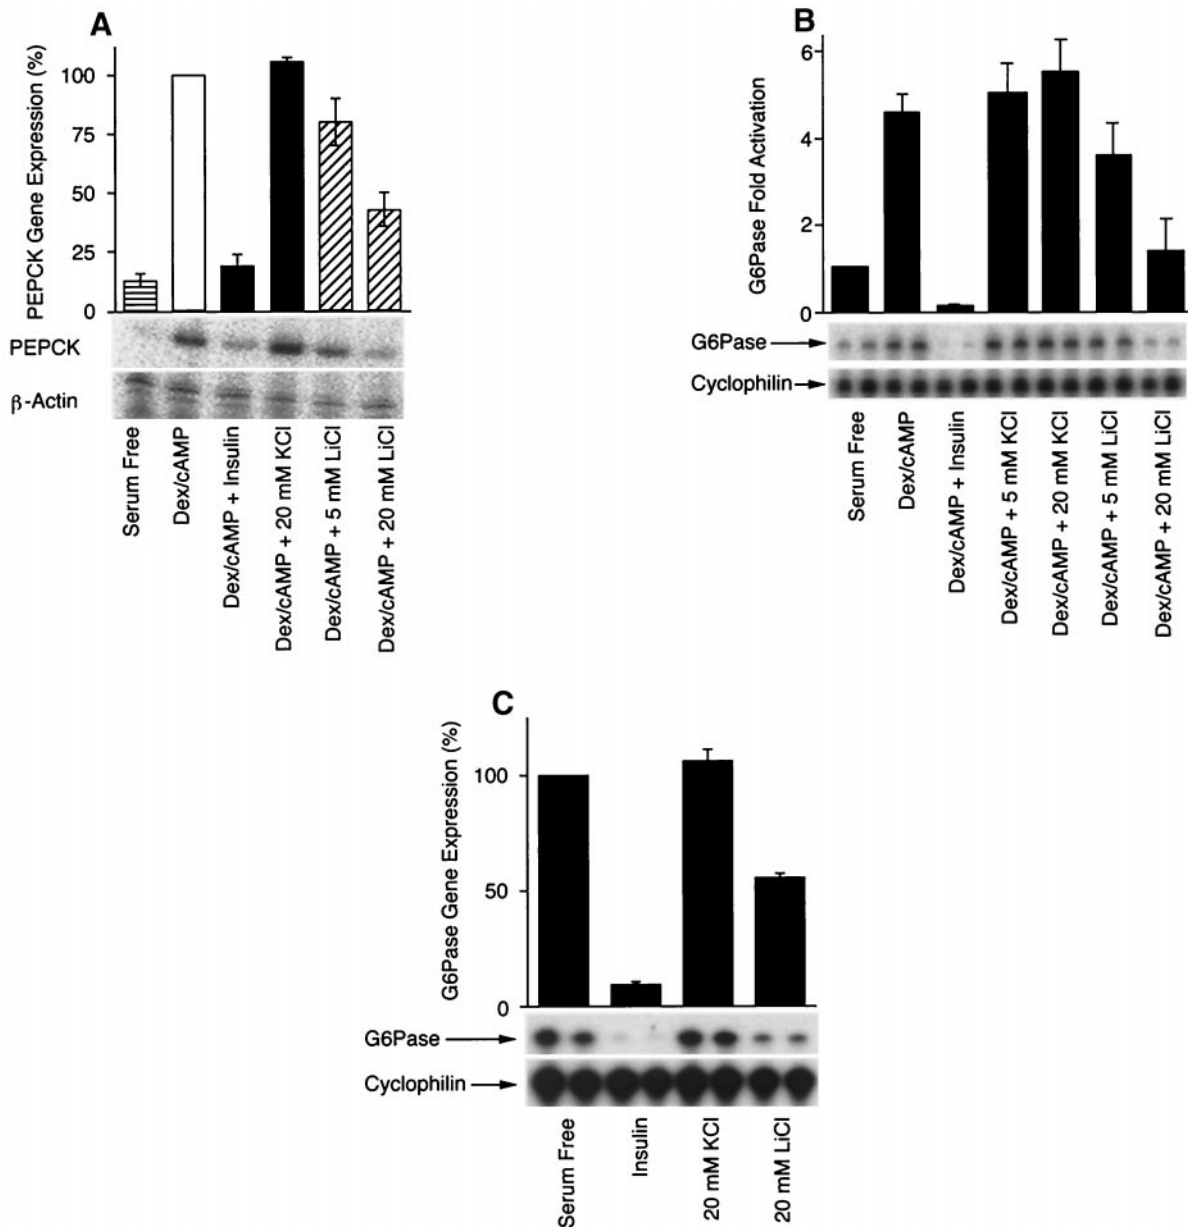 A
PEPCK Gene Expression (%)
100
75
50
25
0
PEPCK
β-Actin
Serum Free
Dex/cAMP
Dex/cAMP + Insulin
Dex/cAMP + 20 mM KCl
Dex/cAMP + 5 mM LiCl
Dex/cAMP + 20 mM LiCl
B
G6Pase Fold Activation
6
4
2
0
G6Pase
Cyclophilin
Serum Free
Dex/cAMP
Dex/cAMP + Insulin
Dex/cAMP + 5 mM KCl
Dex/cAMP + 20 mM KCl
Dex/cAMP + 5 mM LiCl
Dex/cAMP + 20 mM LiCl
C
G6Pase Gene Expression (%)
100
50
0
G6Pase
Cyclophilin
Serum Free
Insulin
20 mM KCl
20 mM LiCl